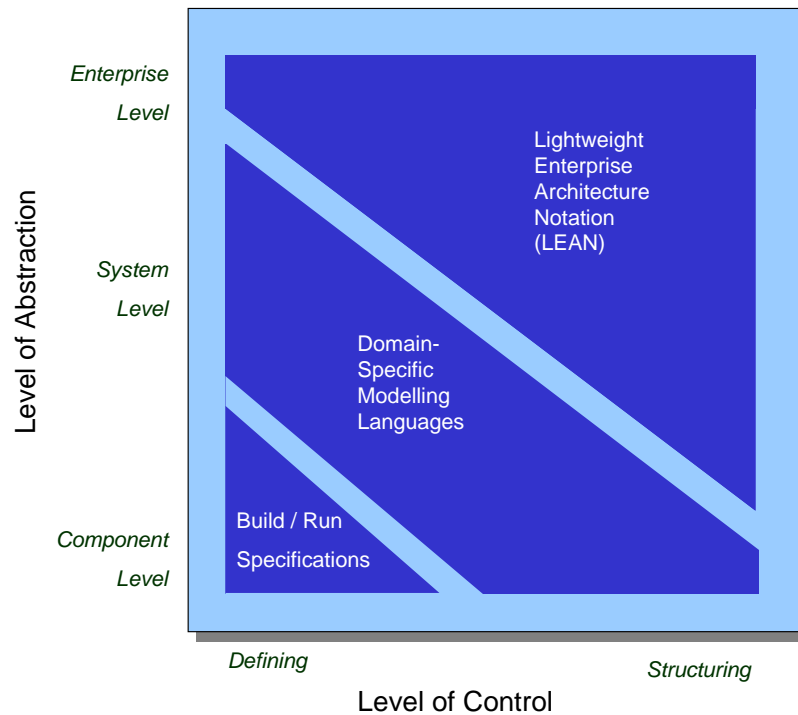 Enterprise
Level
Lightweight
Enterprise
Architecture
Notation
(LEAN)
Level of Abstraction
System
Level
Domain-
Specific
Modelling
Languages
Component
Level
Build / Run
Specifications
Defining
Structuring
Level of Control